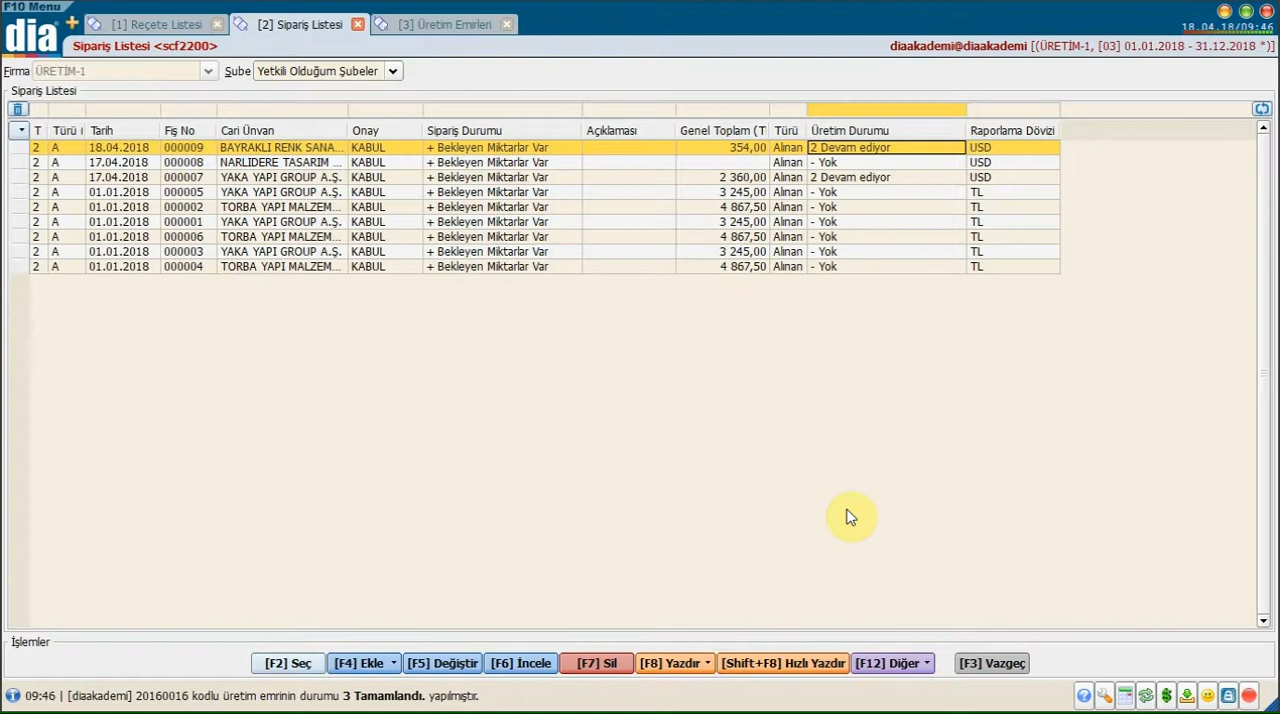 F10 Menu
dia
[1] Reçete Listesi
[2] Sipariş Listesi
[3] Üretim Emirleri
18.04.18/09:46
Sipariş Listesi <scf2200>
diaakademi@diaakademi [(ÜRETİM-1, [03] 01.01.2018 - 31.12.2018 *)]
Firma ÜRETİM-1 Şube Yetkili Olduğum Şubeler
Sipariş Listesi
T Türü ( Tarih Fiş No Cari Ünvan Onay Sipariş Durumu Açıklaması Genel Toplam (T Türü Üretim Durumu Raporlama Dövizi
2 A 18.04.2018 000009 BAYRAKLI RENK SANA... KABUL + Bekleyen Miktarlar Var 354,00 Alınan 2 Devam ediyor USD
2 A 17.04.2018 000008 NARLIDERE TASARIM ... KABUL + Bekleyen Miktarlar Var Alınan - Yok USD
2 A 17.04.2018 000007 YAKA YAPI GROUP A.Ş. KABUL + Bekleyen Miktarlar Var 2 360,00 Alınan 2 Devam ediyor USD
2 A 01.01.2018 000005 YAKA YAPI GROUP A.Ş. KABUL + Bekleyen Miktarlar Var 3 245,00 Alınan - Yok TL
2 A 01.01.2018 000002 TORBA YAPI MALZEM... KABUL + Bekleyen Miktarlar Var 4 867,50 Alınan - Yok TL
2 A 01.01.2018 000001 YAKA YAPI GROUP A.Ş. KABUL + Bekleyen Miktarlar Var 3 245,00 Alınan - Yok TL
2 A 01.01.2018 000006 TORBA YAPI MALZEM... KABUL + Bekleyen Miktarlar Var 4 867,50 Alınan - Yok TL
2 A 01.01.2018 000003 YAKA YAPI GROUP A.Ş. KABUL + Bekleyen Miktarlar Var 3 245,00 Alınan - Yok TL
2 A 01.01.2018 000004 TORBA YAPI MALZEM... KABUL + Bekleyen Miktarlar Var 4 867,50 Alınan - Yok TL
İşlemler
[F2] Seç [F4] Ekle [F5] Değiştir [F6] İncele [F7] Sil [F8] Yazdır [Shift+F8] Hızlı Yazdır [F12] Diğer [F3] Vazgeç
09:46 | [diaakademi] 20160016 kodlu üretim emrinin durumu 3 Tamamlandı. yapılmıştır.